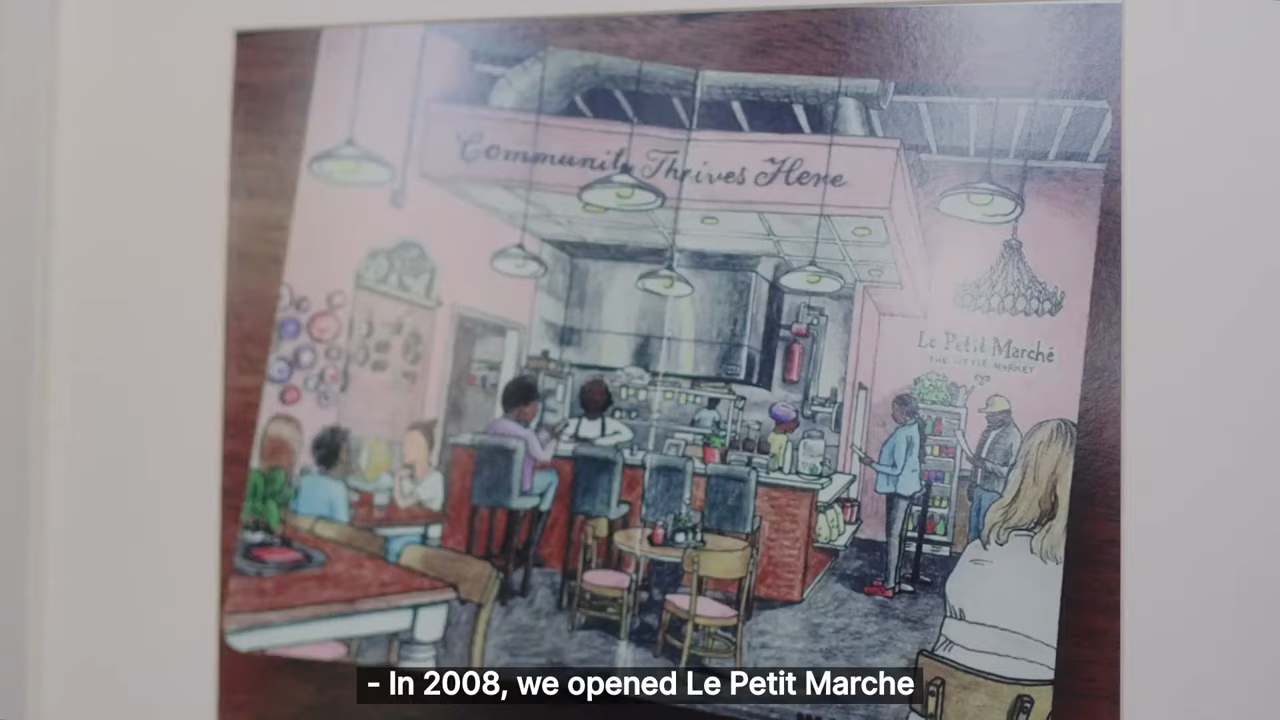 Community Thrives Here
Le Petit Marché
THE LITTLE MARKET
- In 2008, we opened Le Petit Marche